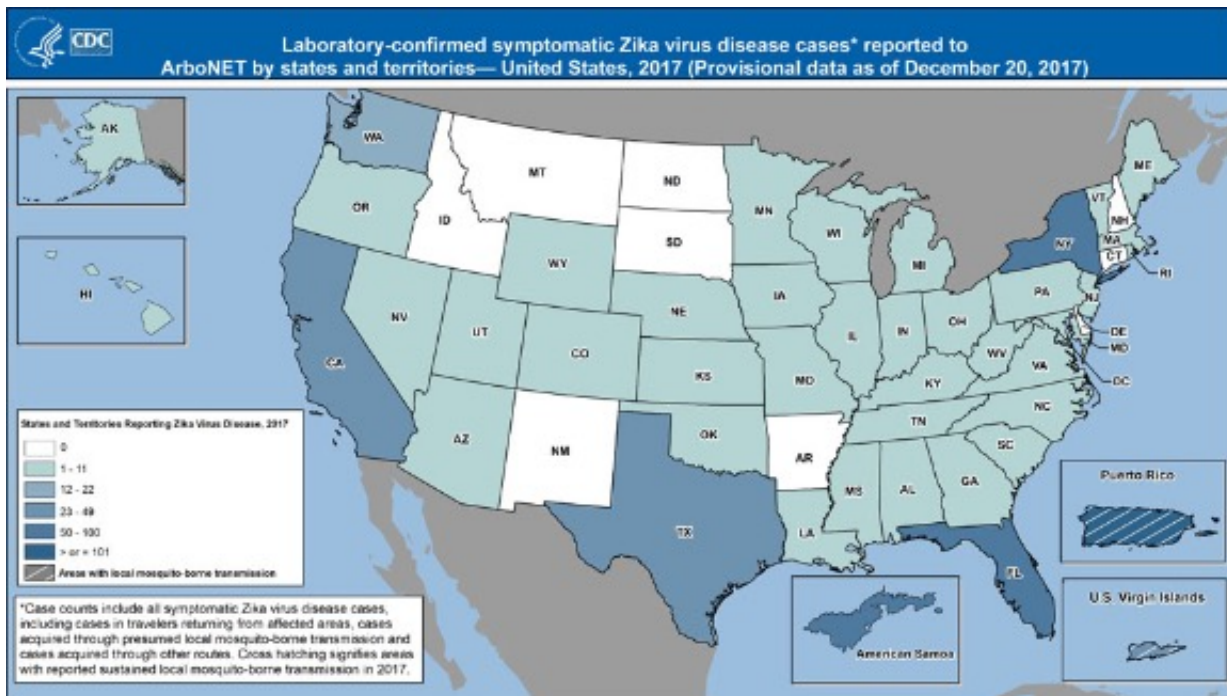 CDC
Laboratory-confirmed symptomatic Zika virus disease cases* reported to
ArboNET by states and territories— United States, 2017 (Provisional data as of December 20, 2017)
AK
HI
WA
OR
CA
NV
ID
MT
WY
UT
AZ
CO
NM
ND
SD
NE
KS
OK
TX
MN
IA
MO
AR
LA
WI
IL
MI
IN
OH
KY
TN
MS
AL
GA
FL
SC
NC
VA
WV
PA
NY
NJ
VT
NH
ME
MA
CT
RI
DE
MD
DC
States and Territories Reporting Zika Virus Disease, 2017
0
1 - 11
12 - 22
23 - 49
50 - 100
> or = 101
Areas with local mosquito-borne transmission
*Case counts include all symptomatic Zika virus disease cases,
including cases in travelers returning from affected areas, cases
acquired through presumed local mosquito-borne transmission and
cases acquired through other routes. Cross hatching signifies areas
with reported sustained local mosquito-borne transmission in 2017.
American Samoa
Puerto Rico
U.S. Virgin Islands